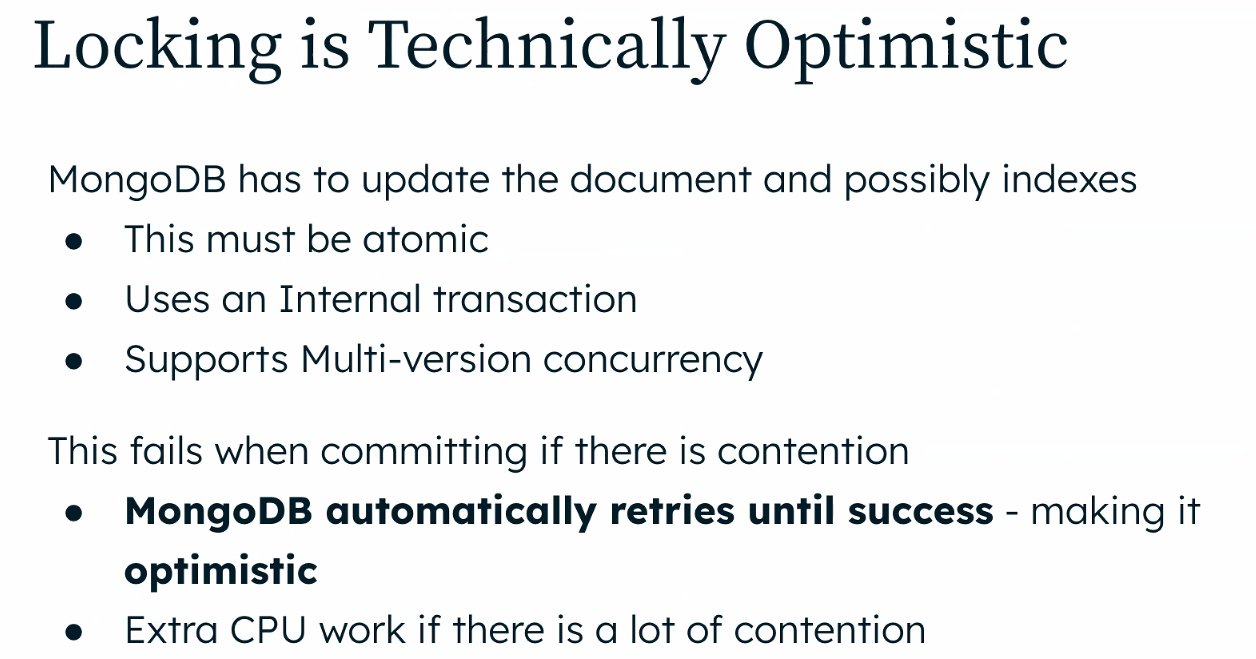 Locking is Technically Optimistic
MongoDB has to update the document and possibly indexes
● This must be atomic
● Uses an Internal transaction
● Supports Multi-version concurrency
This fails when committing if there is contention
● MongoDB automatically retries until success - making it
optimistic
● Extra CPU work if there is a lot of contention